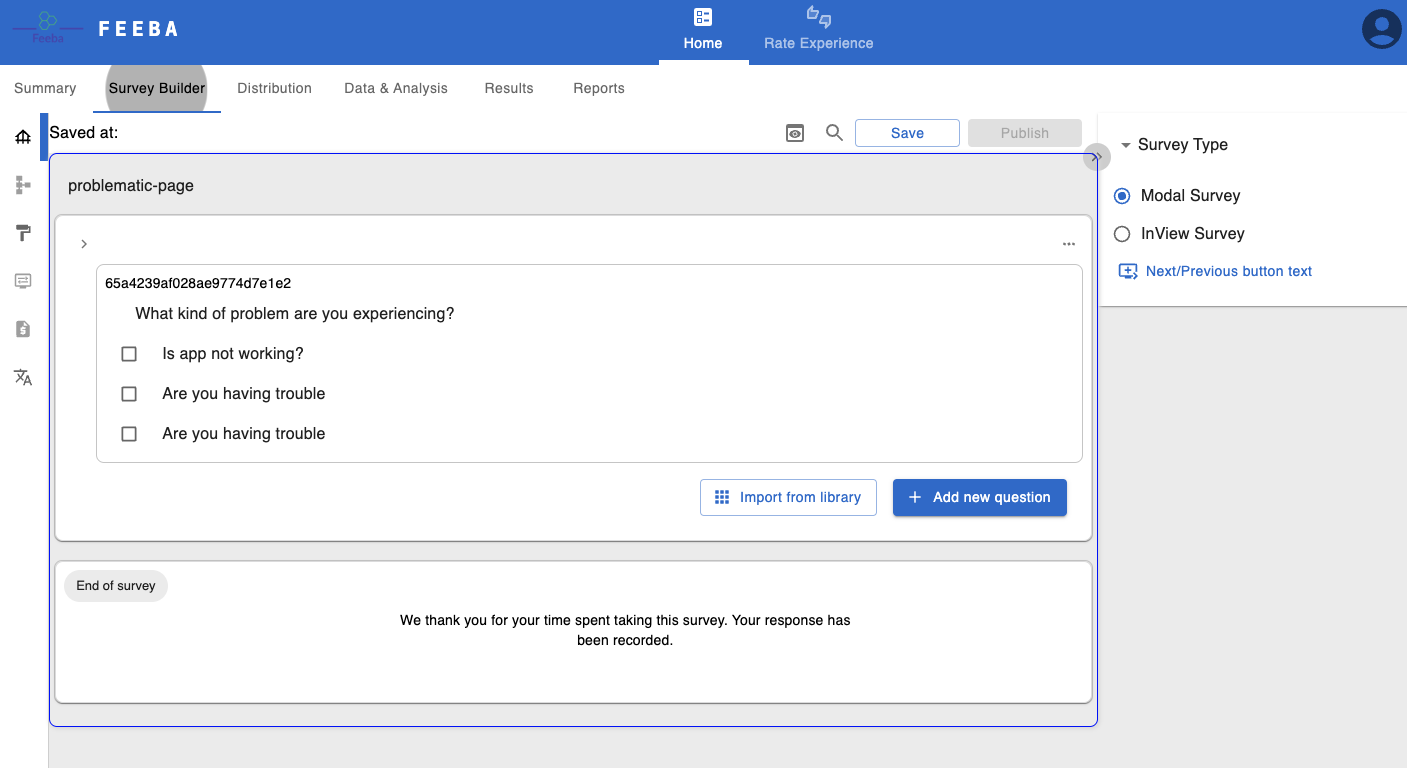 Feeba
FEEBA
Home
Rate Experience
Summary
Survey Builder
Distribution
Data & Analysis
Results
Reports
Saved at:
Save
Publish
Survey Type
problematic-page
Modal Survey
InView Survey
Next/Previous button text
65a4239af028ae9774d7e1e2
What kind of problem are you experiencing?
Is app not working?
Are you having trouble
Are you having trouble
Import from library
Add new question
End of survey
We thank you for your time spent taking this survey. Your response has
been recorded.